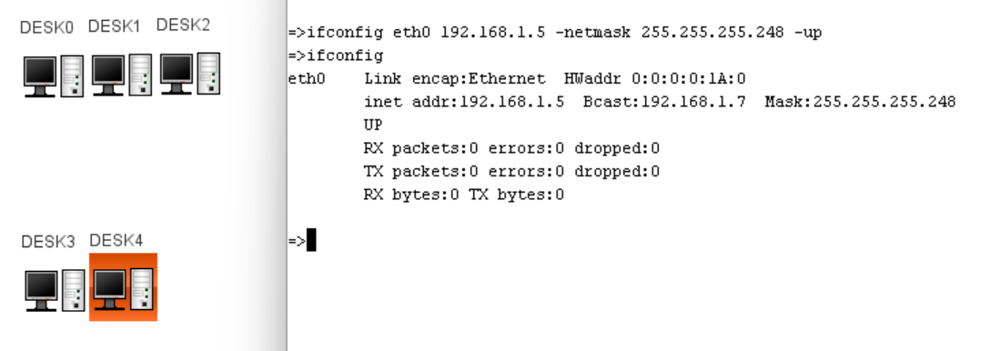 DESK0 DESK1 DESK2
DESK3 DESK4
=>ifconfig eth0 192.168.1.5 -netmask 255.255.255.248 -up
=>ifconfig
eth0 Link encap:Ethernet HWaddr 0:0:0:0:1A:0
inet addr:192.168.1.5 Bcast:192.168.1.7 Mask:255.255.255.248
UP
RX packets:0 errors:0 dropped:0
TX packets:0 errors:0 dropped:0
RX bytes:0 TX bytes:0
=>